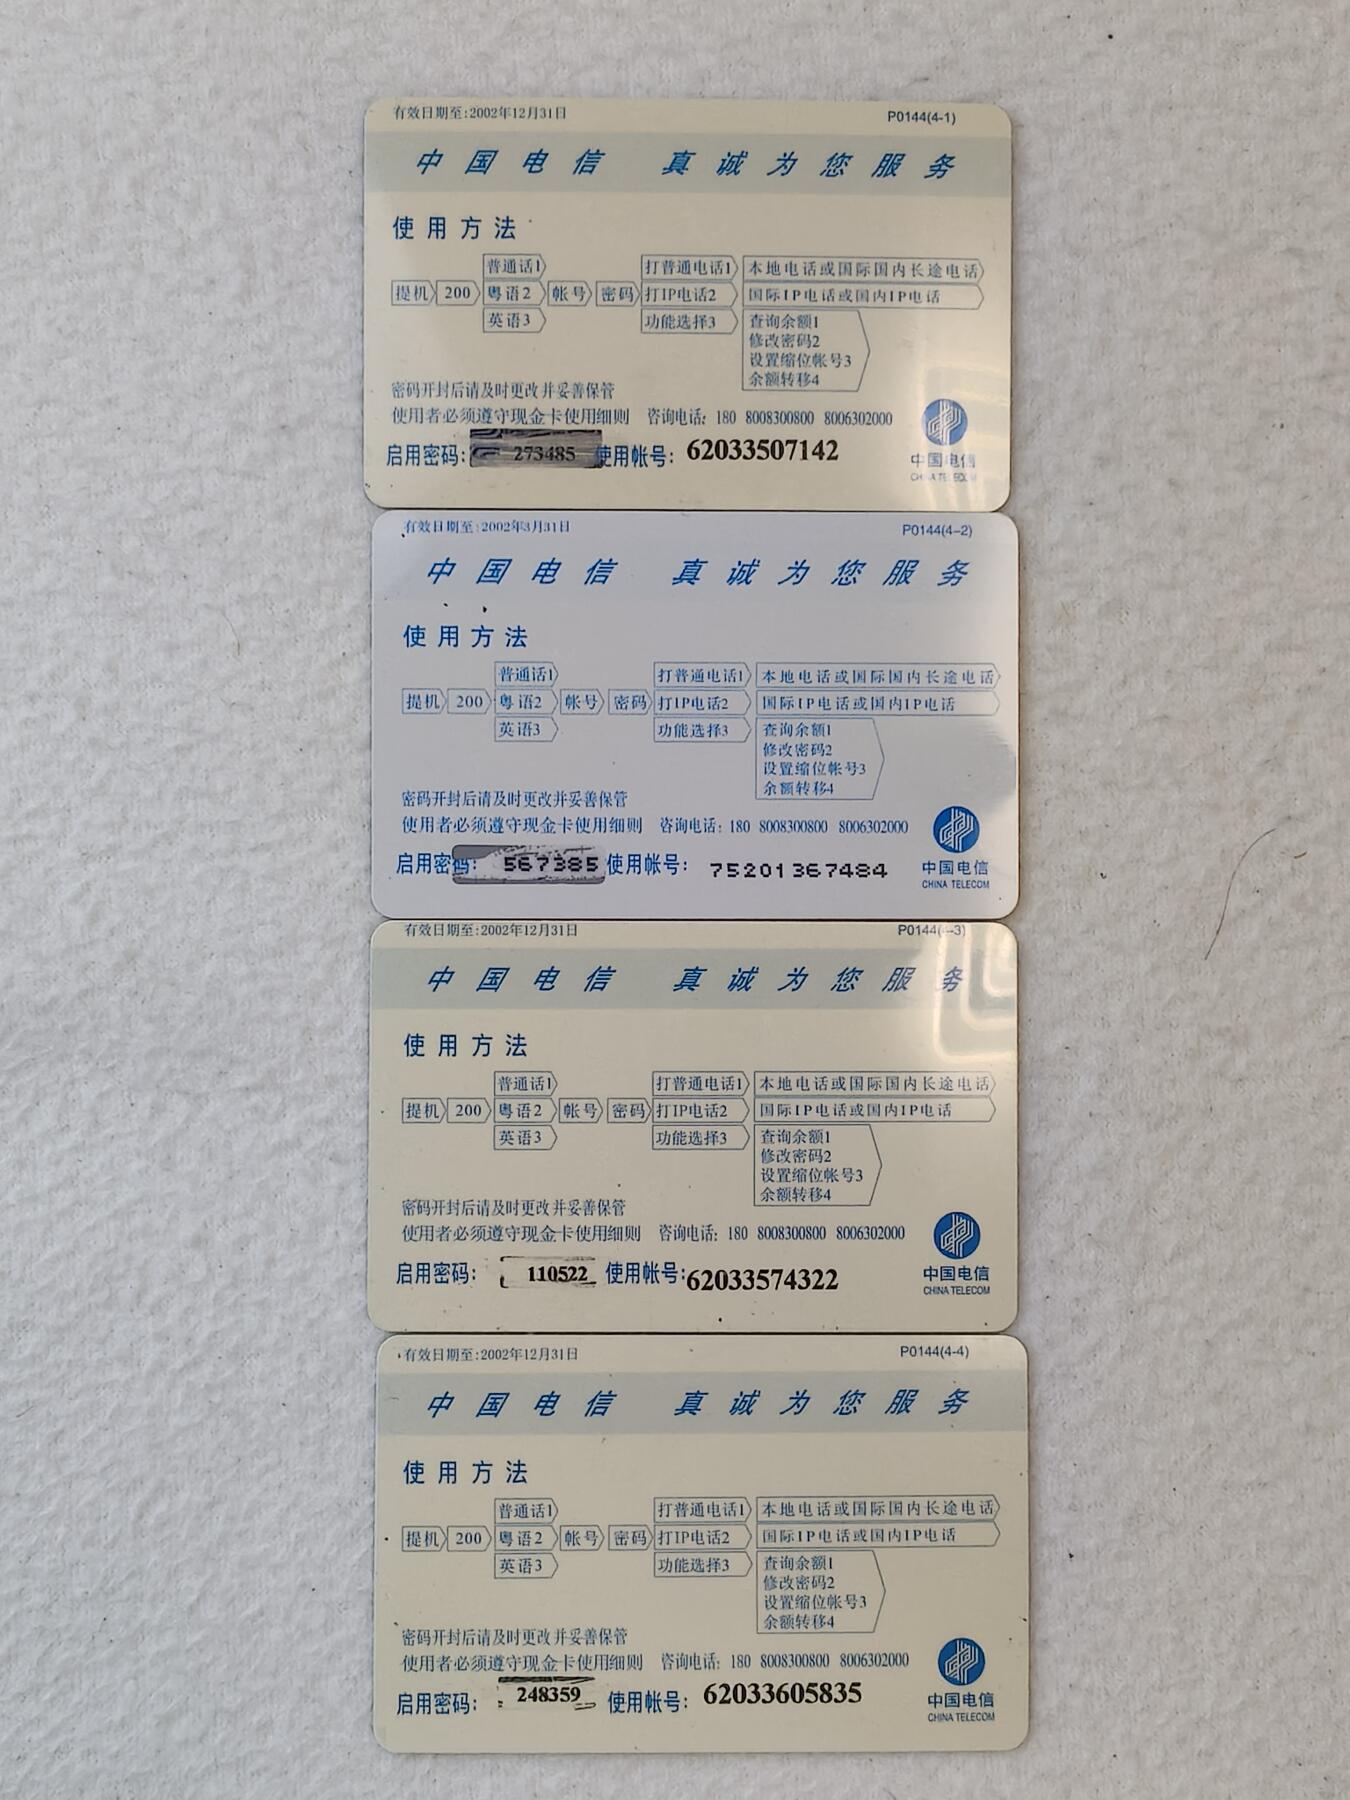 有效日期至:2002年12月31日 P0144(4-1)
中国电信 真诚为您服务
使用方法
普通话1 打普通电话1 本地电话或国际国内长途电话
提机 200 粤语2 帐号 密码 打IP电话2 国际IP电话或国内IP电话
英语3 功能选择3 查询余额1
修改密码2
设置缩位帐号3
余额转移4
密码开封后请及时更改并妥善保管
使用者必须遵守现金卡使用细则 咨询电话: 180 8008300800 8006302000
启用密码: 273485 使用帐号: 62033507142
中国电信
CHINA TELECOM
有效日期至:2002年3月31日 P0144(4-2)
中国电信 真诚为您服务
使用方法
普通话1 打普通电话1 本地电话或国际国内长途电话
提机 200 粤语2 帐号 密码 打IP电话2 国际IP电话或国内IP电话
英语3 功能选择3 查询余额1
修改密码2
设置缩位帐号3
余额转移4
密码开封后请及时更改并妥善保管
使用者必须遵守现金卡使用细则 咨询电话: 180 8008300800 8006302000
启用密码: 567385 使用帐号: 75201367484
中国电信
CHINA TELECOM
有效日期至:2002年12月31日 P0144(4-3)
中国电信 真诚为您服务
使用方法
普通话1 打普通电话1 本地电话或国际国内长途电话
提机 200 粤语2 帐号 密码 打IP电话2 国际IP电话或国内IP电话
英语3 功能选择3 查询余额1
修改密码2
设置缩位帐号3
余额转移4
密码开封后请及时更改并妥善保管
使用者必须遵守现金卡使用细则 咨询电话: 180 8008300800 8006302000
启用密码: 110522 使用帐号: 62033574322
中国电信
CHINA TELECOM
有效日期至:2002年12月31日 P0144(4-4)
中国电信 真诚为您服务
使用方法
普通话1 打普通电话1 本地电话或国际国内长途电话
提机 200 粤语2 帐号 密码 打IP电话2 国际IP电话或国内IP电话
英语3 功能选择3 查询余额1
修改密码2
设置缩位帐号3
余额转移4
密码开封后请及时更改并妥善保管
使用者必须遵守现金卡使用细则 咨询电话: 180 8008300800 8006302000
启用密码: 248359 使用帐号: 62033605835
中国电信
CHINA TELECOM